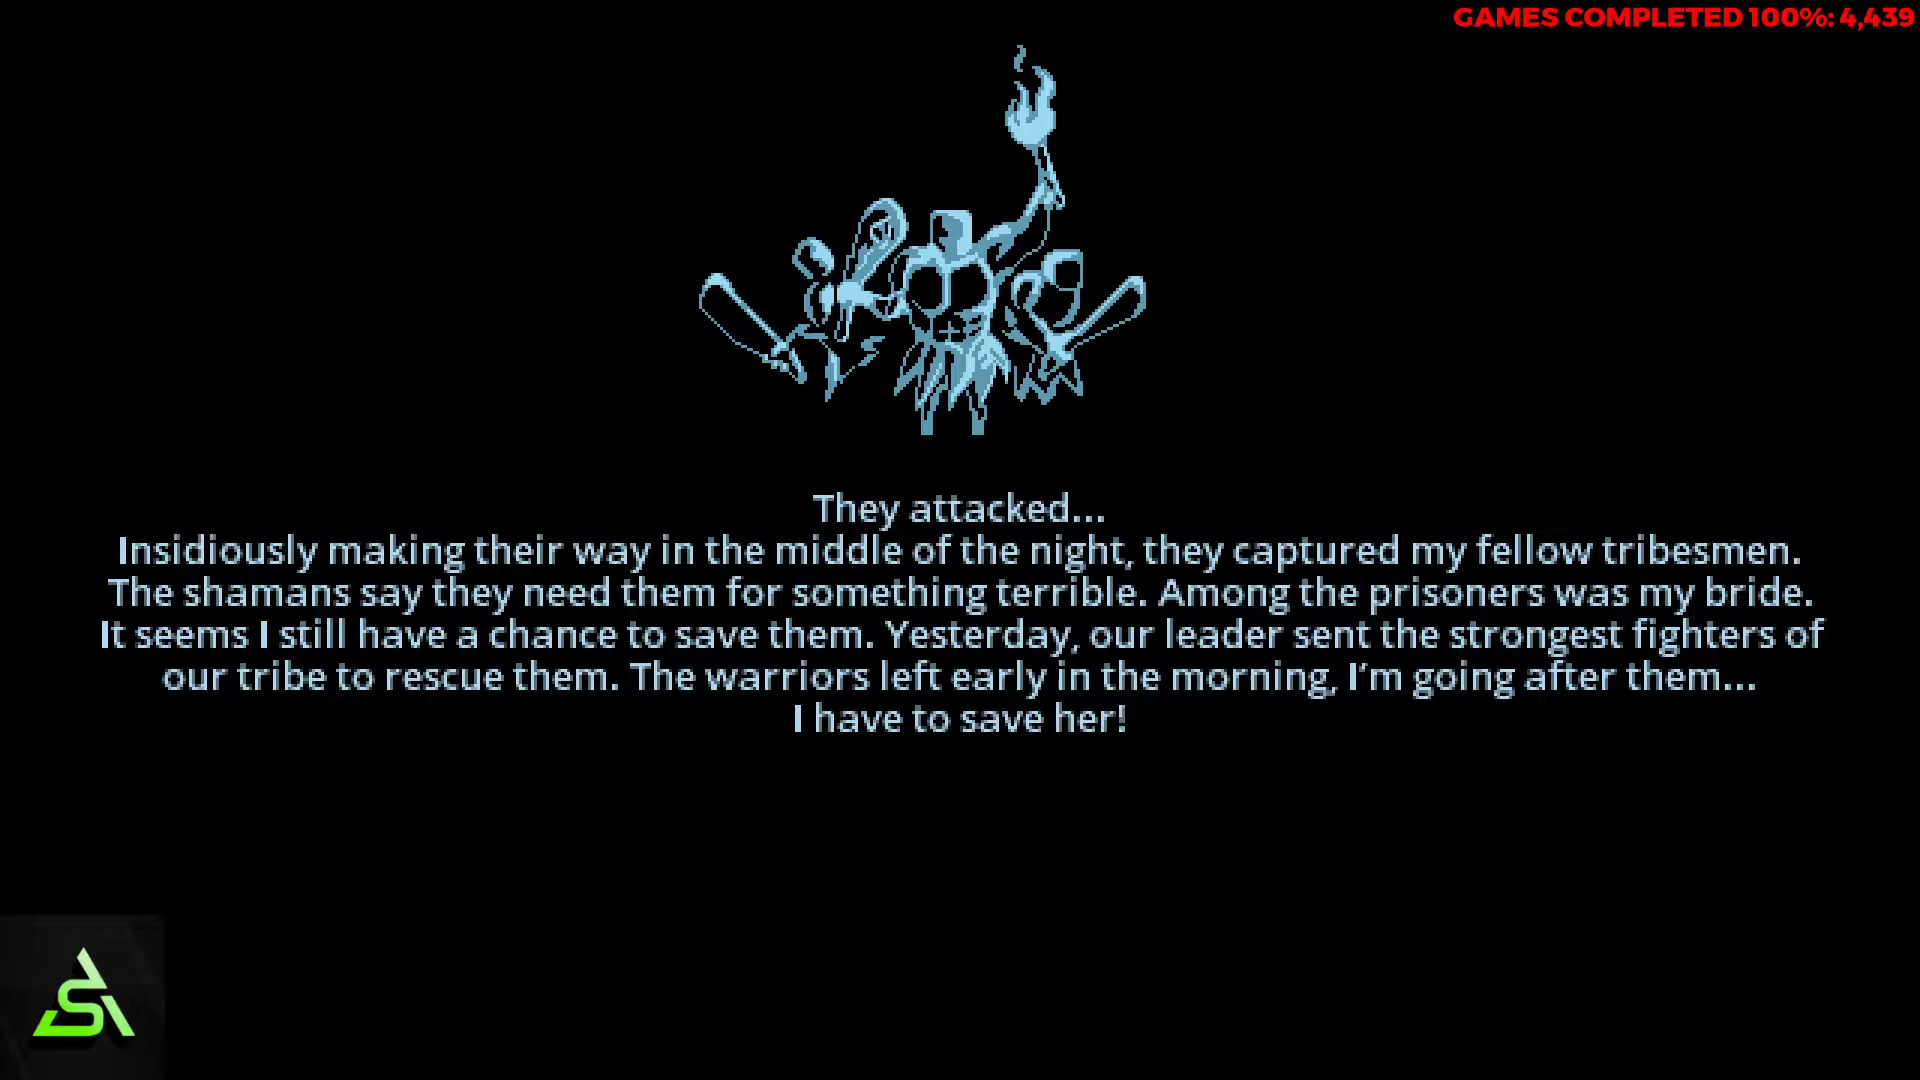 GAMES COMPLETED 100%: 4,439
They attacked...
Insidiously making their way in the middle of the night, they captured my fellow tribesmen.
The shamans say they need them for something terrible. Among the prisoners was my bride.
It seems I still have a chance to save them. Yesterday, our leader sent the strongest fighters of
our tribe to rescue them. The warriors left early in the morning, I'm going after them...
I have to save her!